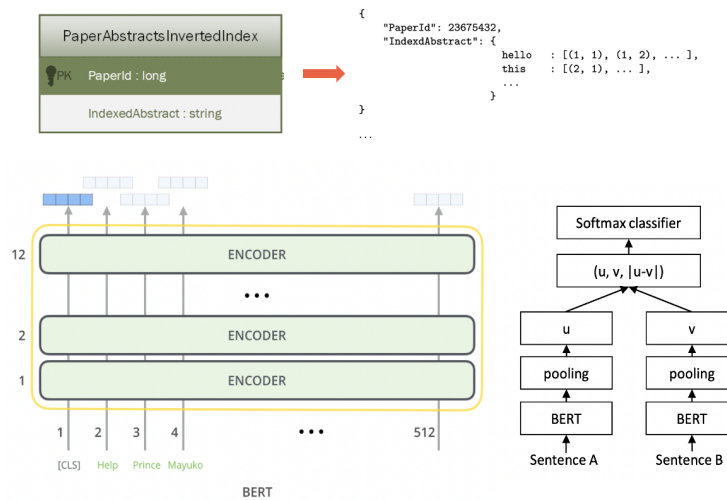 PaperAbstractsInvertedIndex
PK PaperId : long
IndexedAbstract : string
{
"PaperId": 23675432,
"IndexdAbstract": {
hello : [(1, 1), (1, 2), ... ],
this : [(2, 1), ... ],
...
}
}
...
12 ENCODER
...
2 ENCODER
1 ENCODER
1 2 3 4 ... 512
[CLS] Help Prince Mayuko
BERT
Softmax classifier
(u, v, |u-v|)
u v
pooling pooling
BERT BERT
Sentence A Sentence B